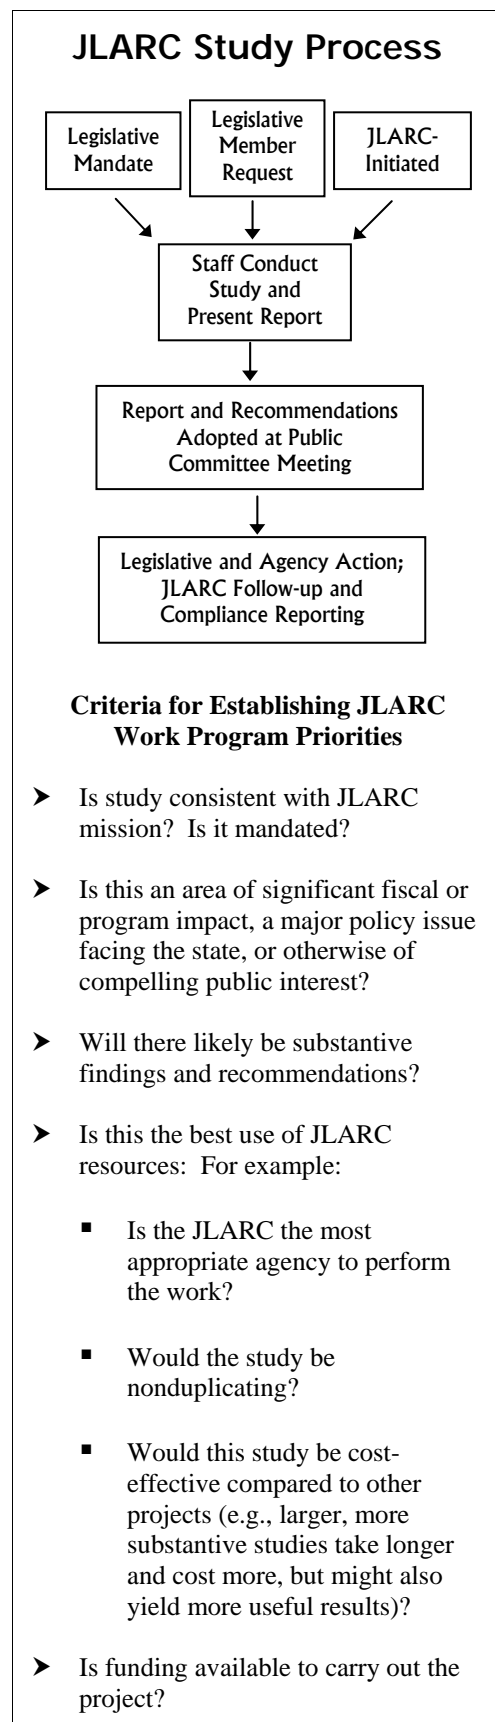 JLARC Study Process
Legislative
Mandate
Legislative
Member
Request
JLARC-
Initiated
Staff Conduct
Study and
Present Report
Report and Recommendations
Adopted at Public
Committee Meeting
Legislative and Agency Action;
JLARC Follow-up and
Compliance Reporting
Criteria for Establishing JLARC
Work Program Priorities
➤ Is study consistent with JLARC
mission? Is it mandated?
➤ Is this an area of significant fiscal or
program impact, a major policy issue
facing the state, or otherwise of
compelling public interest?
➤ Will there likely be substantive
findings and recommendations?
➤ Is this the best use of JLARC
resources: For example:
▪ Is the JLARC the most
appropriate agency to perform
the work?
▪ Would the study be
nonduplicating?
▪ Would this study be cost-
effective compared to other
projects (e.g., larger, more
substantive studies take longer
and cost more, but might also
yield more useful results)?
➤ Is funding available to carry out the
project?